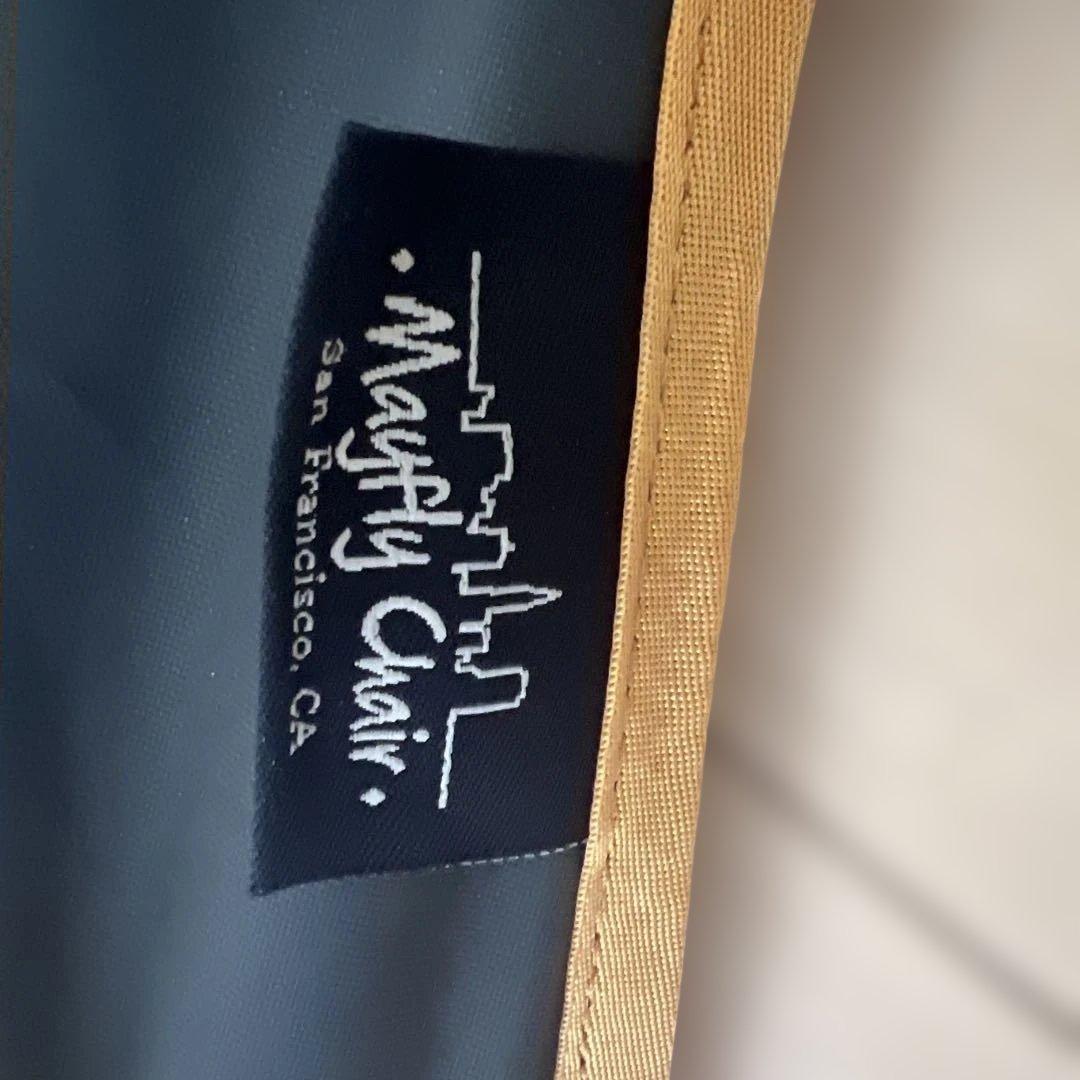 • Mayfly Chair •
San Francisco, CA